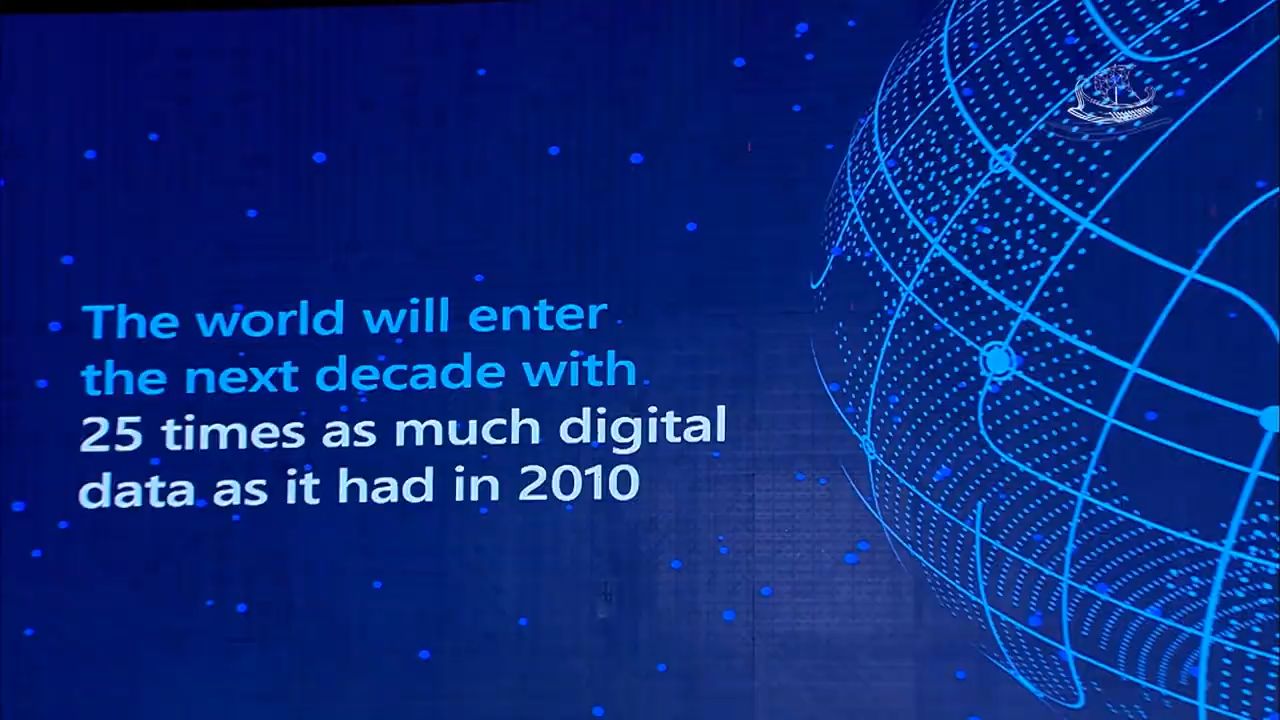 The world will enter
the next decade with
25 times as much digital
data as it had in 2010